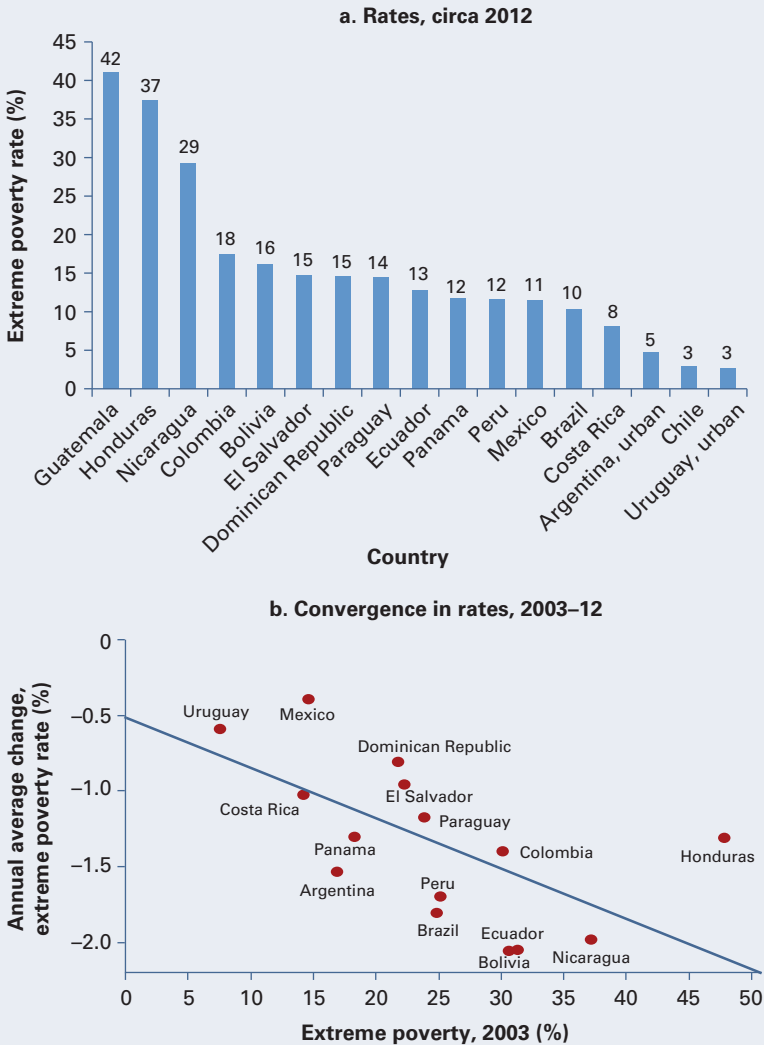 a. Rates, circa 2012
Extreme poverty rate (%)
45
40
35
30
25
20
15
10
5
0
42
37
29
18
16
15
15
14
13
12
12
11
10
8
5
3
3
Guatemala
Honduras
Nicaragua
Colombia
Bolivia
El Salvador
Dominican Republic
Paraguay
Ecuador
Panama
Peru
Mexico
Brazil
Costa Rica
Argentina, urban
Chile
Uruguay, urban
Country
b. Convergence in rates, 2003–12
Annual average change,
extreme poverty rate (%)
0
–0.5
–1.0
–1.5
–2.0
Uruguay
Mexico
Dominican Republic
El Salvador
Costa Rica
Paraguay
Panama
Colombia
Honduras
Argentina
Peru
Brazil
Ecuador
Bolivia
Nicaragua
0 5 10 15 20 25 30 35 40 45 50
Extreme poverty, 2003 (%)